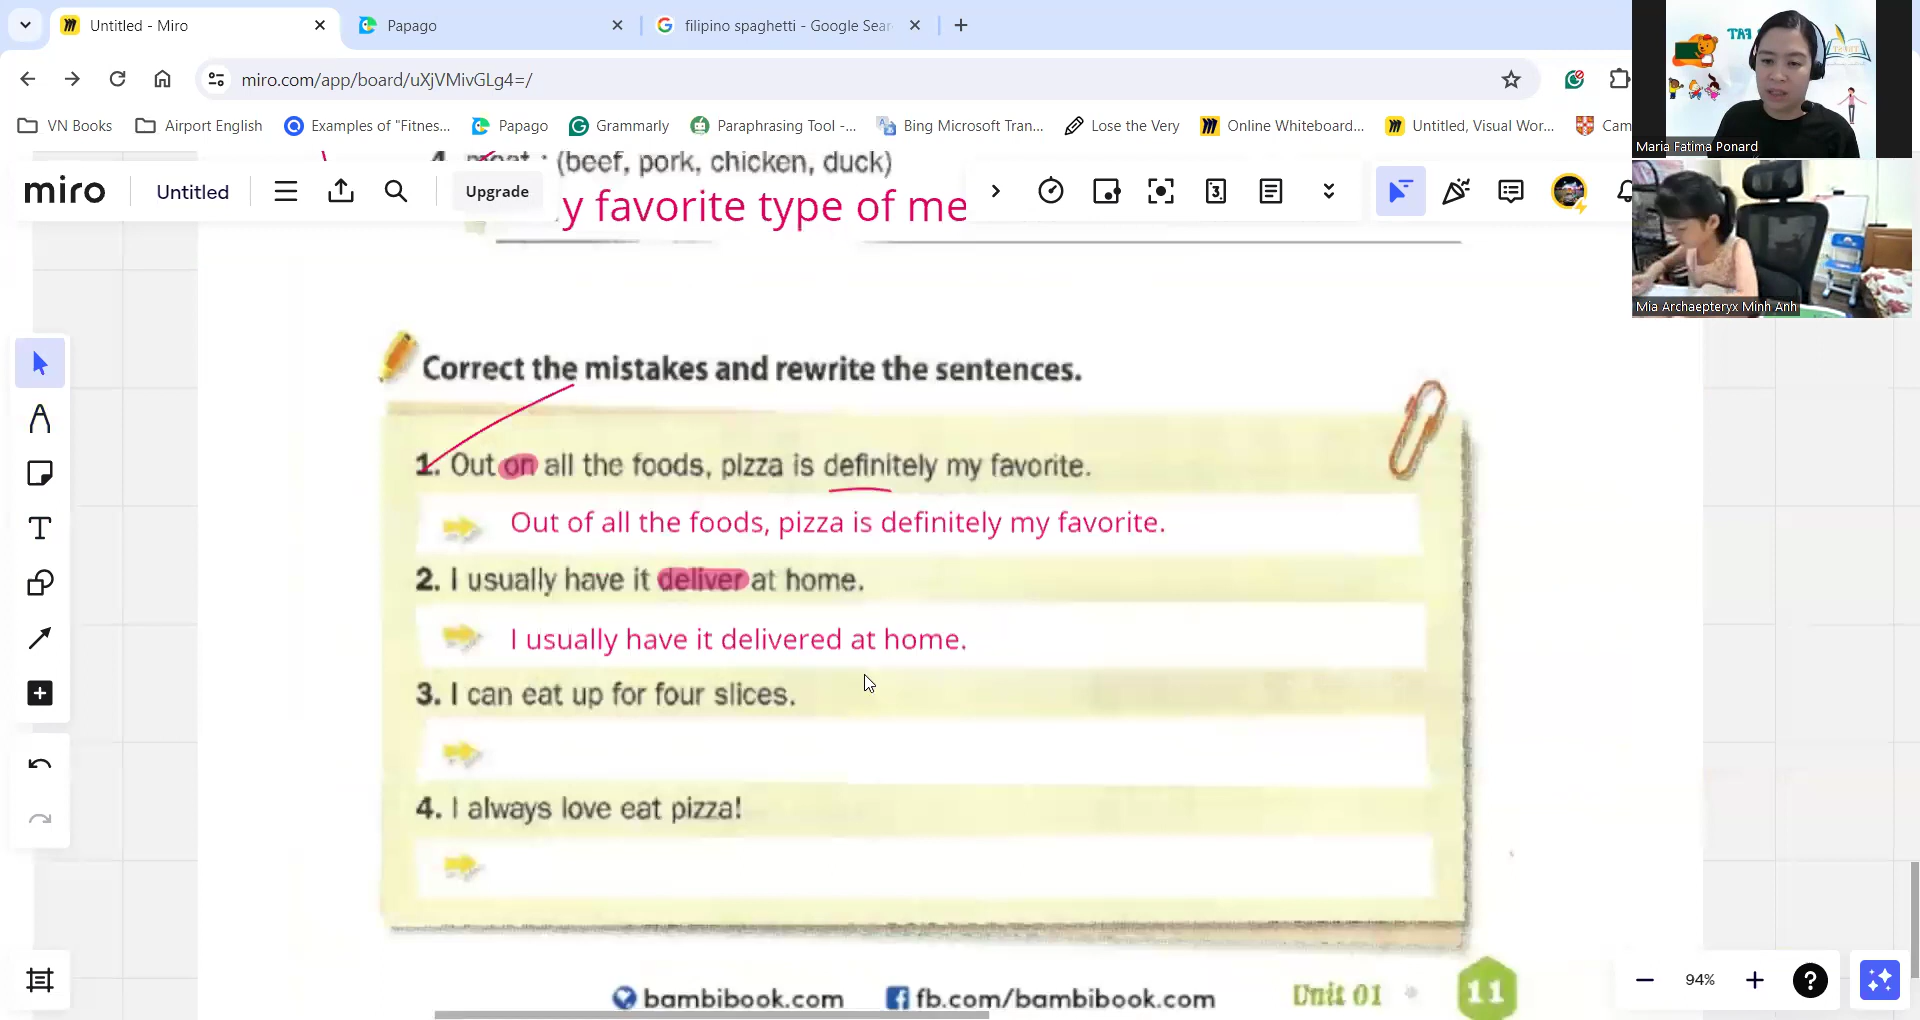 Untitled - Miro
Papago
filipino spaghetti - Google Sear
miro.com/app/board/uXjVMivGLg4=/
VN Books
Airport English
Examples of "Fitnes...
Papago
Grammarly
Paraphrasing Tool -...
Bing Microsoft Tran...
Lose the Very
Online Whiteboard...
Untitled, Visual Wor...
Cam
Maria Fatima Ponard
Mia Archaepteryx Minh Anh
4. meat : (beef, pork, chicken, duck)
miro
Untitled
Upgrade
y favorite type of me
Correct the mistakes and rewrite the sentences.
1. Out on all the foods, pizza is definitely my favorite.
Out of all the foods, pizza is definitely my favorite.
2. I usually have it deliver at home.
I usually have it delivered at home.
3. I can eat up for four slices.
4. I always love eat pizza!
bambibook.com
fb.com/bambibook.com
Unit 01
11
94%